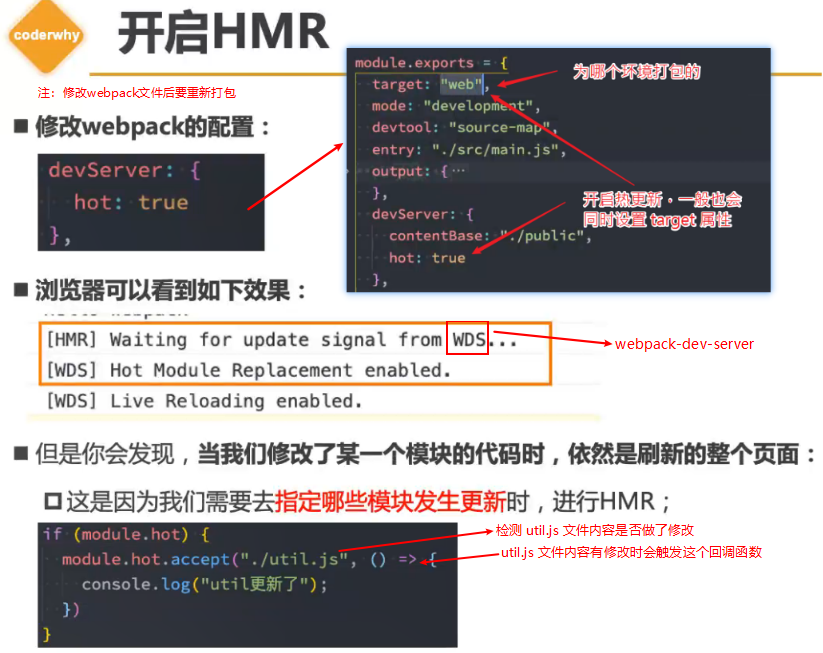 coderwhy
开启HMR
注：修改webpack文件后要重新打包
■ 修改webpack的配置：
devServer: {
hot: true
},
module.exports = {
target: "web",
mode: "development",
devtool: "source-map",
entry: "./src/main.js",
output: {…
},
devServer: {
contentBase: "./public",
hot: true
},
为哪个环境打包的
开启热更新，一般也会
同时设置 target 属性
■ 浏览器可以看到如下效果：
[HMR] Waiting for update signal from WDS...
[WDS] Hot Module Replacement enabled.
[WDS] Live Reloading enabled.
webpack-dev-server
■ 但是你会发现，当我们修改了某一个模块的代码时，依然是刷新的整个页面：
这是因为我们需要去指定哪些模块发生更新时，进行HMR；
if (module.hot) {
module.hot.accept("./util.js", () => {
console.log("util更新了");
})
}
检测 util.js 文件内容是否做了修改
util.js 文件内容有修改时会触发这个回调函数